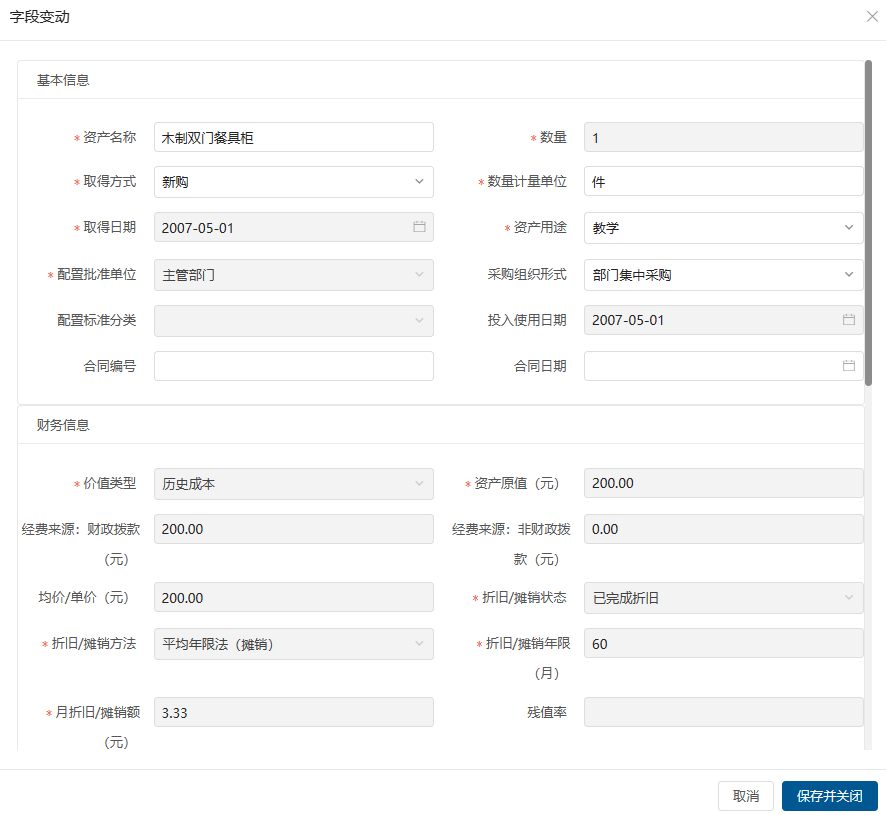 字段变动
基本信息
* 资产名称 木制双门餐具柜 * 数量 1
* 取得方式 新购 * 数量计量单位 件
* 取得日期 2007-05-01 * 资产用途 教学
* 配置批准单位 主管部门 采购组织形式 部门集中采购
配置标准分类 投入使用日期 2007-05-01
合同编号 合同日期
财务信息
* 价值类型 历史成本 * 资产原值（元） 200.00
经费来源：财政拨款（元） 200.00 经费来源：非财政拨款（元） 0.00
均价/单价（元） 200.00 * 折旧/摊销状态 已完成折旧
* 折旧/摊销方法 平均年限法（摊销） * 折旧/摊销年限（月） 60
* 月折旧/摊销额（元） 3.33 残值率
取消 保存并关闭